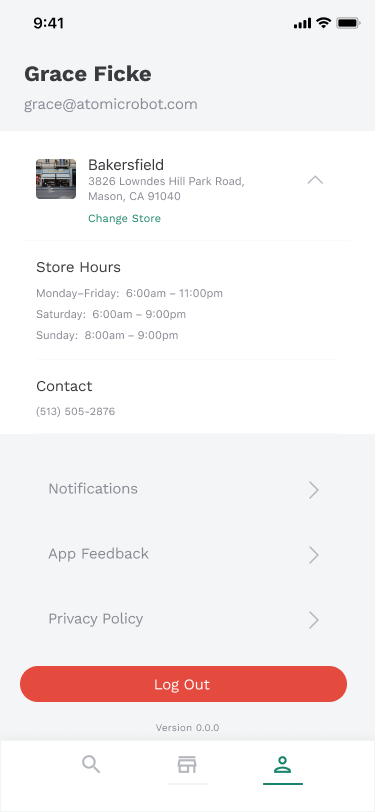 9:41
Grace Ficke
grace@atomicrobot.com
Bakersfield
3826 Lowndes Hill Park Road,
Mason, CA 91040
Change Store
Store Hours
Monday–Friday:  6:00am – 11:00pm
Saturday:  6:00am – 9:00pm
Sunday:  8:00am – 9:00pm
Contact
(513) 505-2876
Notifications
App Feedback
Privacy Policy
Log Out
Version 0.0.0